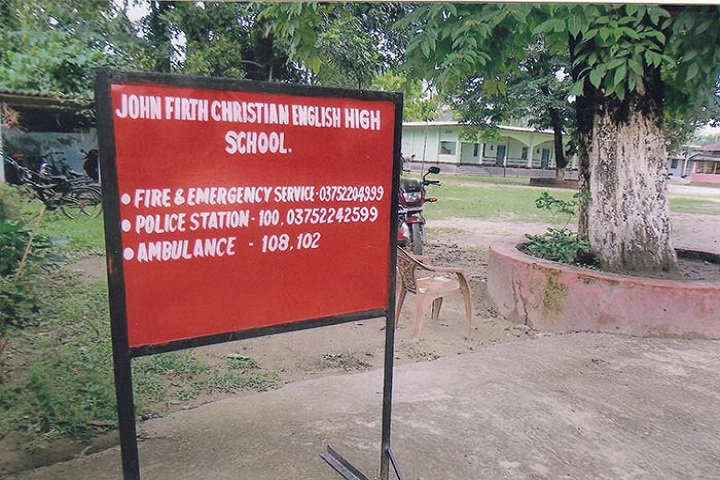 JOHN FIRTH CHRISTIAN ENGLISH HIGH
SCHOOL.
• FIRE & EMERGENCY SERVICE - 03752204999
• POLICE STATION - 100, 03752242599
• AMBULANCE - 108, 102